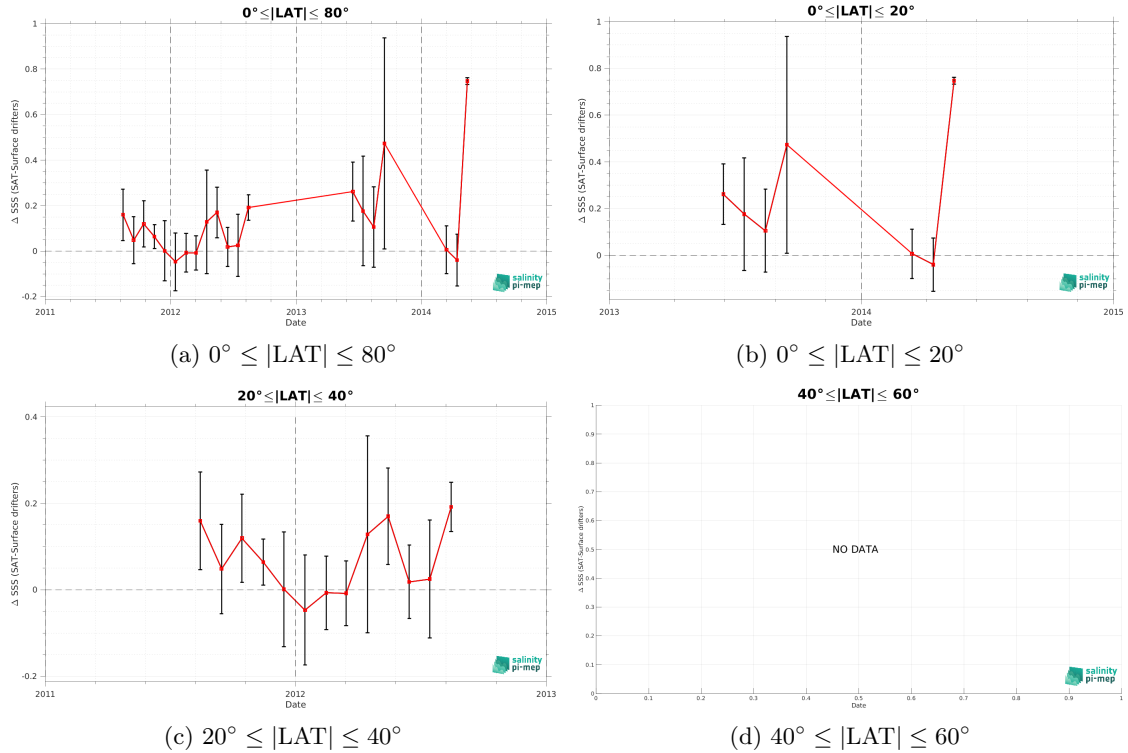 0°≤|LAT|≤ 80°
Δ SSS (SAT-Surface drifters)
1
0.8
0.6
0.4
0.2
0
-0.2
2011 2012 2013 2014 2015
Date
salinity
pi-mep
(a) 0° ≤ |LAT| ≤ 80°
0°≤|LAT|≤ 20°
Δ SSS (SAT-Surface drifters)
1
0.8
0.6
0.4
0.2
0
2013 2014 2015
Date
salinity
pi-mep
(b) 0° ≤ |LAT| ≤ 20°
20°≤|LAT|≤ 40°
Δ SSS (SAT-Surface drifters)
0.4
0.2
0
-0.2
2011 2012 2013
Date
salinity
pi-mep
(c) 20° ≤ |LAT| ≤ 40°
40°≤|LAT|≤ 60°
Δ SSS (SAT-Surface drifters)
1
0.9
0.8
0.7
0.6
0.5
0.4
0.3
0.2
0.1
0
NO DATA
0 0.1 0.2 0.3 0.4 0.5 0.6 0.7 0.8 0.9 1
Date
salinity
pi-mep
(d) 40° ≤ |LAT| ≤ 60°